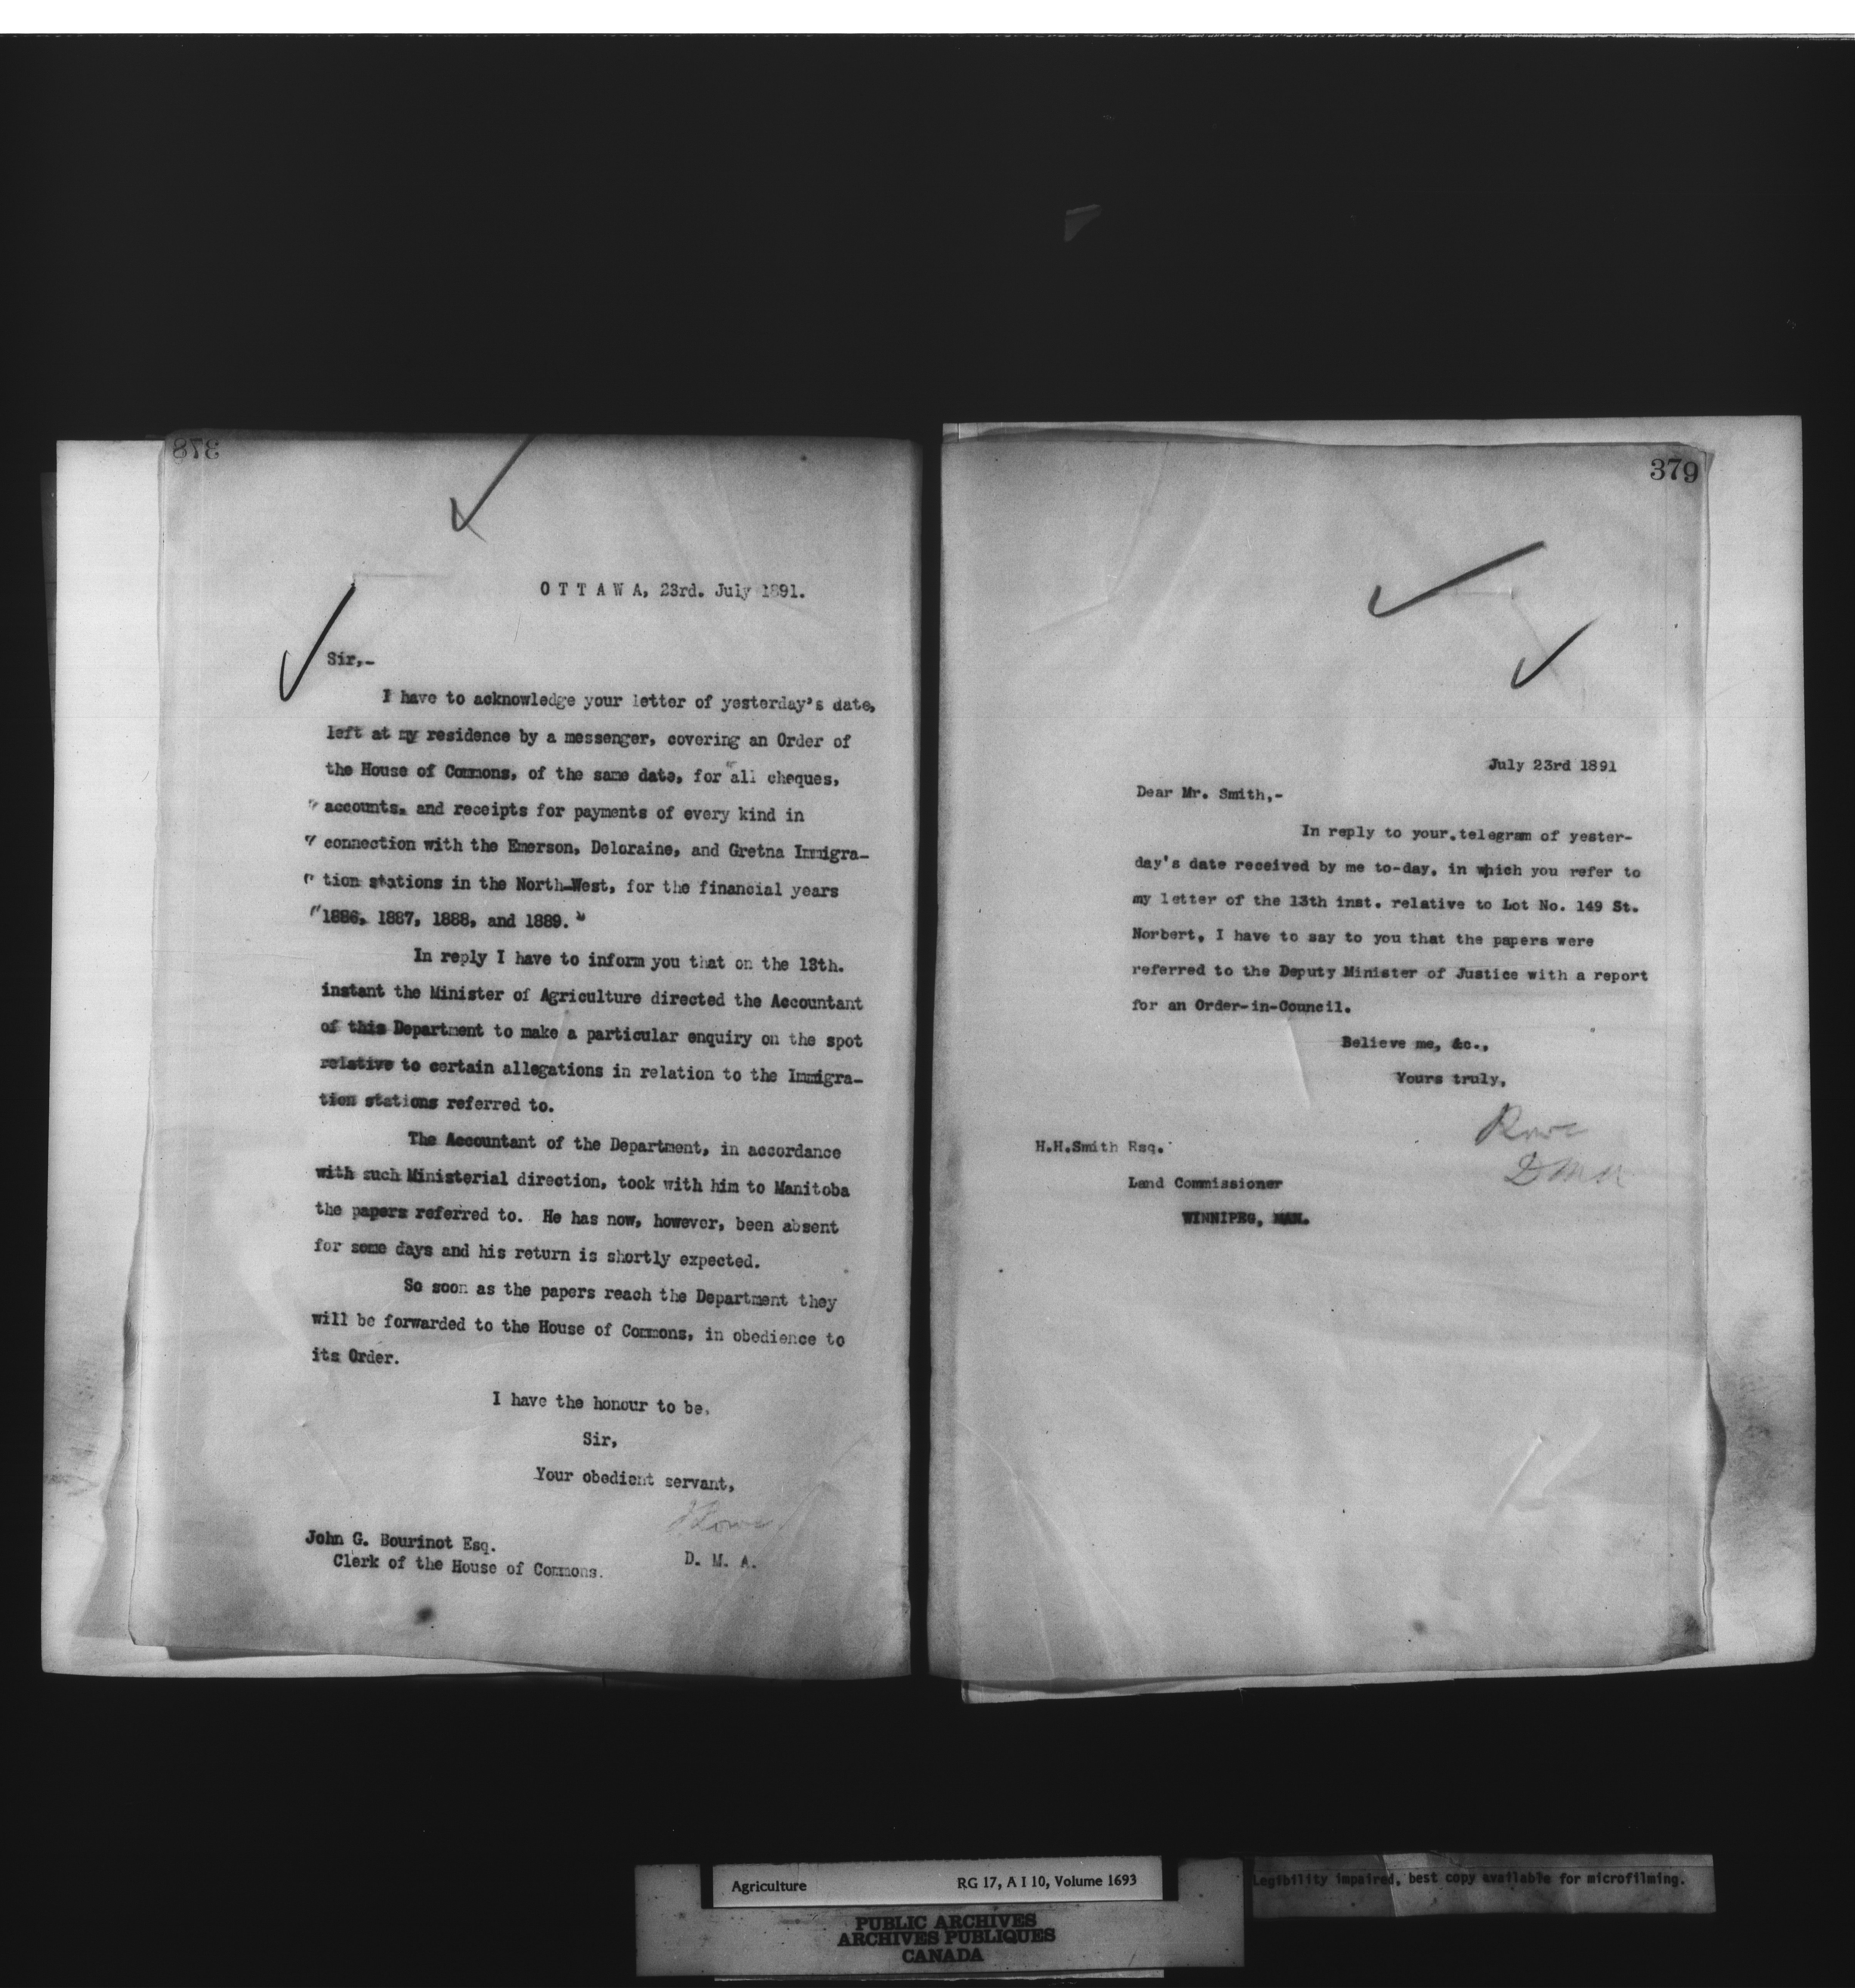 378
O T T A W A, 23rd. July 1891.
Sir,-
I have to acknowledge your letter of yesterday's date,
left at my residence by a messenger, covering an Order of
the House of Commons, of the same date, for "all cheques,
" accounts, and receipts for payments of every kind in
" connection with the Emerson, Deloraine, and Gretna Immigra-
" tion stations in the North-West, for the financial years
" 1886, 1887, 1888, and 1889."
In reply I have to inform you that on the 13th.
instant the Minister of Agriculture directed the Accountant
of this Department to make a particular enquiry on the spot
relative to certain allegations in relation to the Immigra-
tion stations referred to.
The Accountant of the Department, in accordance
with such Ministerial direction, took with him to Manitoba
the papers referred to. He has now, however, been absent
for some days and his return is shortly expected.
So soon as the papers reach the Department they
will be forwarded to the House of Commons, in obedience to
its Order.
I have the honour to be,
Sir,
Your obedient servant,
John G. Bourinot Esq.
Clerk of the House of Commons.
D. M. A.
379
July 23rd 1891
Dear Mr. Smith,-
In reply to your telegram of yester-
day's date received by me to-day, in which you refer to
my letter of the 13th inst. relative to Lot No. 149 St.
Norbert, I have to say to you that the papers were
referred to the Deputy Minister of Justice with a report
for an Order-in-Council.
Believe me, &c.,
Yours truly,
H.H.Smith Esq.
Land Commissioner
WINNIPEG, MAN.
Agriculture RG 17, A I 10, Volume 1693
Legibility impaired, best copy available for microfilming.
PUBLIC ARCHIVES
ARCHIVES PUBLIQUES
CANADA